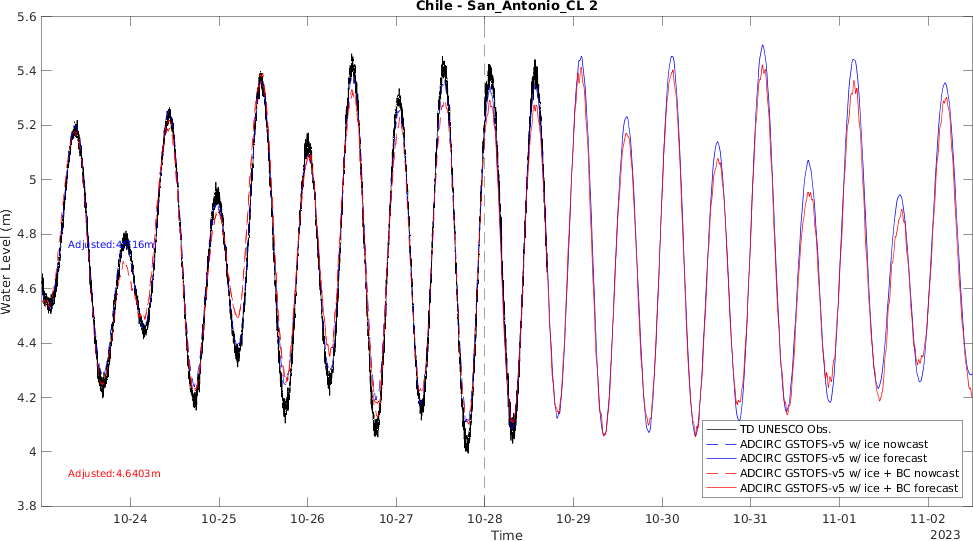 Chile - San_Antonio_CL 2
5.6
5.4
5.2
5
4.8
4.6
4.4
4.2
4
3.8
Water Level (m)
Adjusted:
Adjusted:4.6403m
TD UNESCO Obs.
ADCIRC GSTOFS-v5 w/ ice nowcast
ADCIRC GSTOFS-v5 w/ ice forecast
ADCIRC GSTOFS-v5 w/ ice + BC nowcast
ADCIRC GSTOFS-v5 w/ ice + BC forecast
10-24 10-25 10-26 10-27 10-28 10-29 10-30 10-31 11-01 11-02
Time
2023